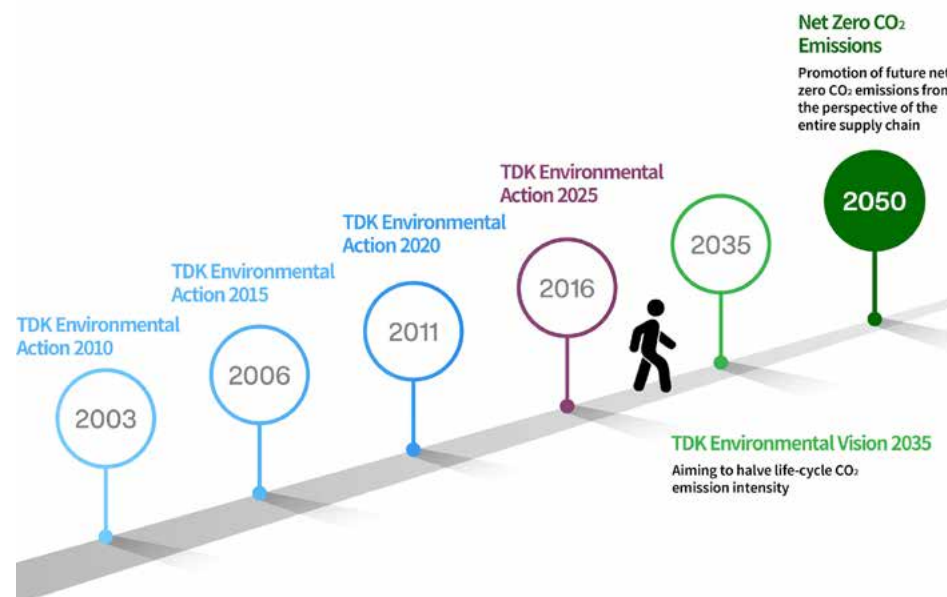 TDK Environmental
Action 2010
2003
TDK Environmental
Action 2015
2006
TDK Environmental
Action 2020
2011
TDK Environmental
Action 2025
2016
2035
TDK Environmental Vision 2035
Aiming to halve life-cycle CO₂
emission intensity
Net Zero CO₂
Emissions
Promotion of future net
zero CO₂ emissions from
the perspective of the
entire supply chain
2050